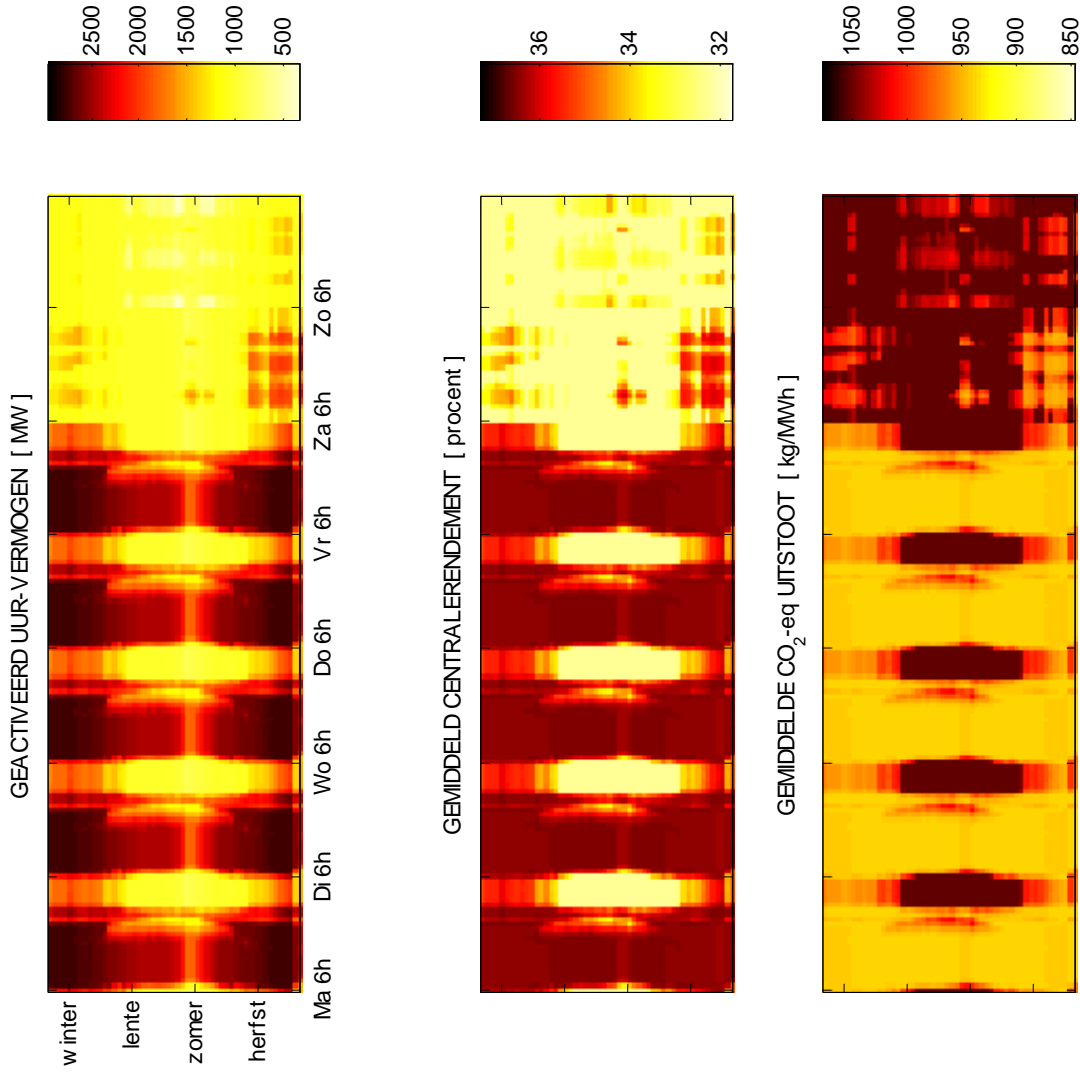 GEACTIVEERD UUR-VERMOGEN [ MW ]
2500
2000
1500
1000
500
winter
lente
zomer
herfst
Ma 6h
Di 6h
Wo 6h
Do 6h
Vr 6h
Za 6h
Zo 6h
GEMIDDELD CENTRALERENDEMENT [ procent ]
36
34
32
GEMIDDELDE CO2-eq UITSTOOT [ kg/MWh ]
1050
1000
950
900
850